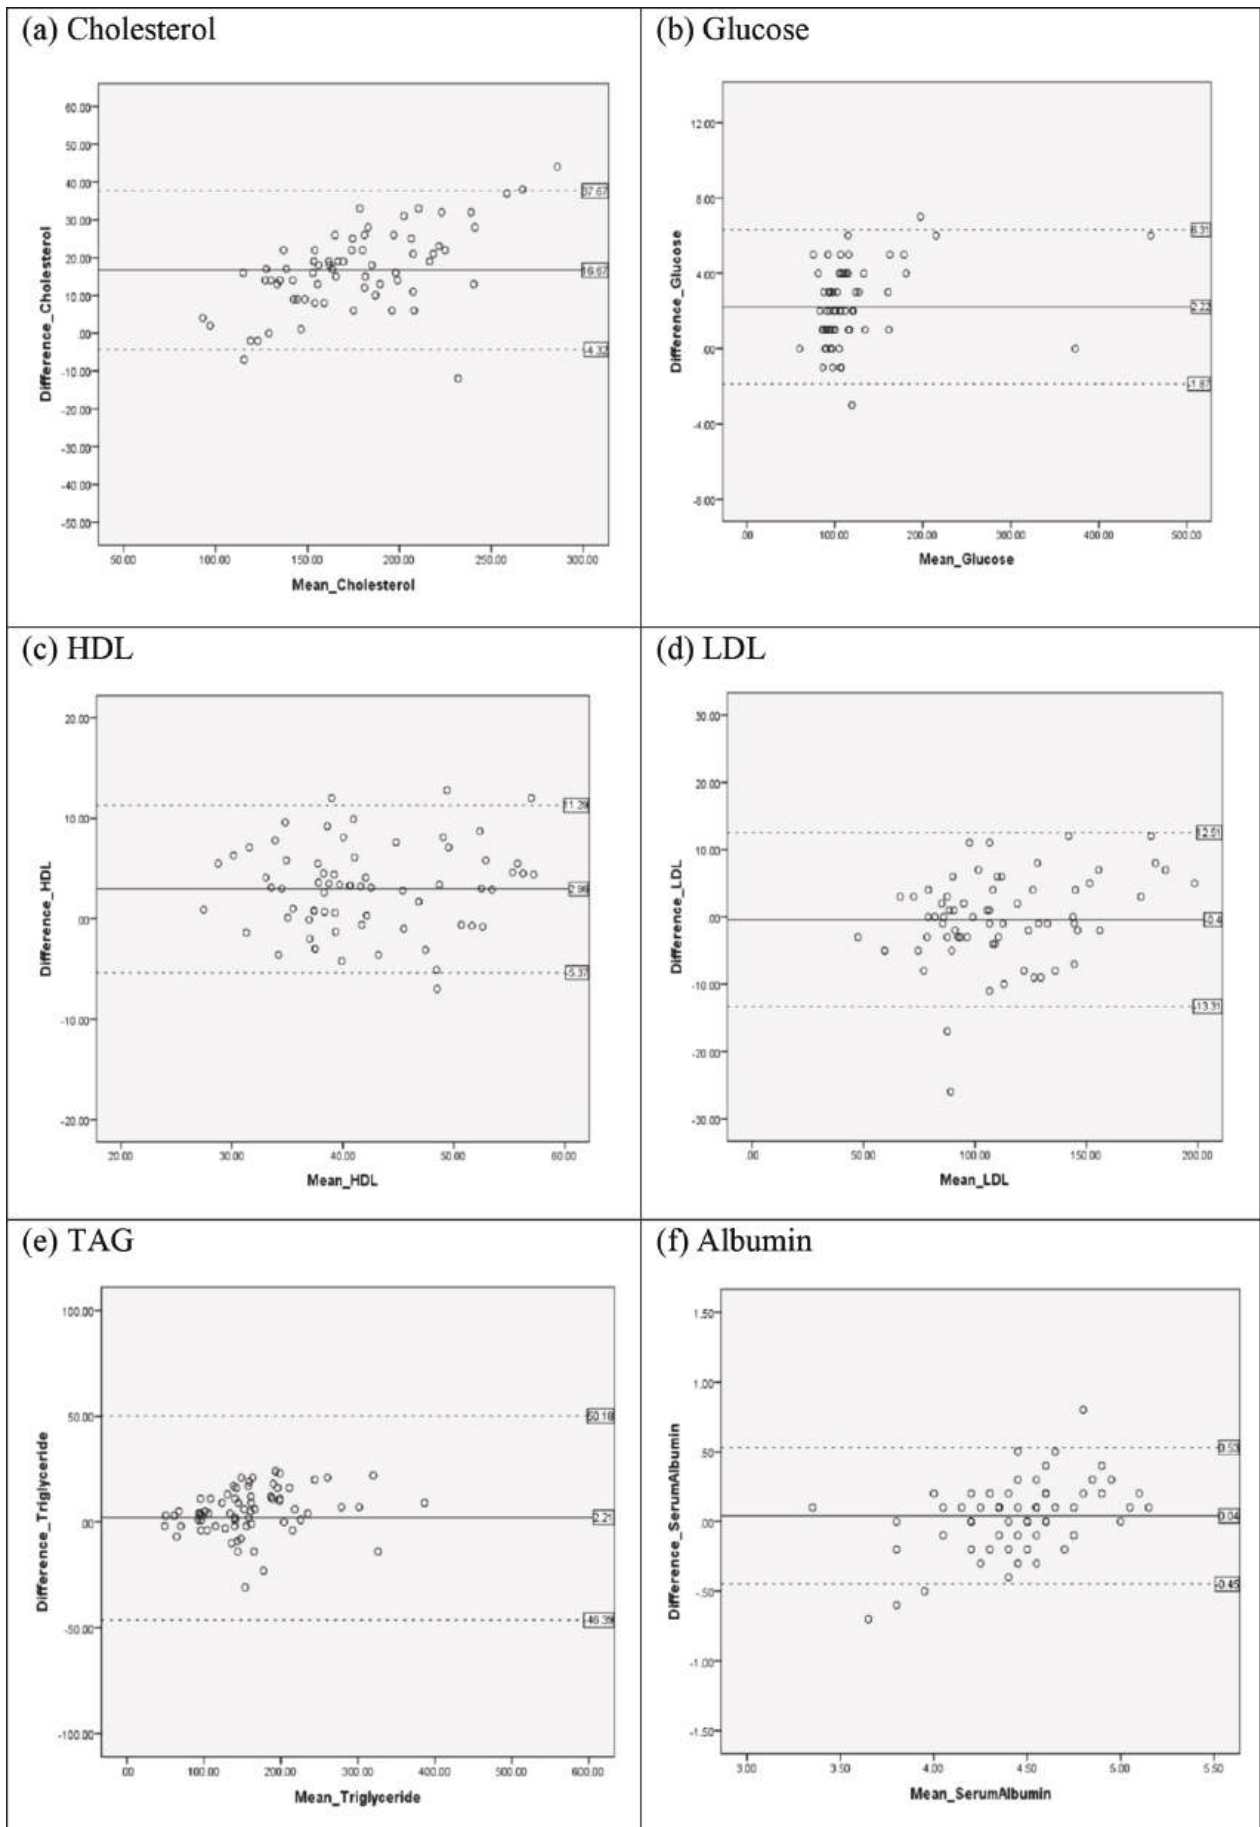 (a) Cholesterol
60.00
50.00
40.00
30.00
20.00
10.00
.00
-10.00
-20.00
-30.00
-40.00
-50.00
Difference_Cholesterol
37.67
16.67
-4.32
50.00 100.00 150.00 200.00 250.00 300.00
Mean_Cholesterol
(b) Glucose
12.00
8.00
4.00
.00
-4.00
-8.00
Difference_Glucose
6.31
2.22
-1.87
.00 100.00 200.00 300.00 400.00 500.00
Mean_Glucose
(c) HDL
20.00
10.00
.00
-10.00
-20.00
Difference_HDL
11.29
-5.37
20.00 30.00 40.00 50.00 60.00
Mean_HDL
(d) LDL
30.00
20.00
10.00
.00
-10.00
-20.00
-30.00
Difference_LDL
12.51
-0.4
-13.31
.00 50.00 100.00 150.00 200.00
Mean_LDL
(e) TAG
100.00
50.00
.00
-50.00
-100.00
Difference_Triglyceride
50.18
2.21
-46.39
.00 100.00 200.00 300.00 400.00 500.00 600.00
Mean_Triglyceride
(f) Albumin
1.50
1.00
.50
.00
-.50
-1.00
-1.50
Difference_SerumAlbumin
0.53
0.04
-0.45
3.00 3.50 4.00 4.50 5.00 5.50
Mean_SerumAlbumin